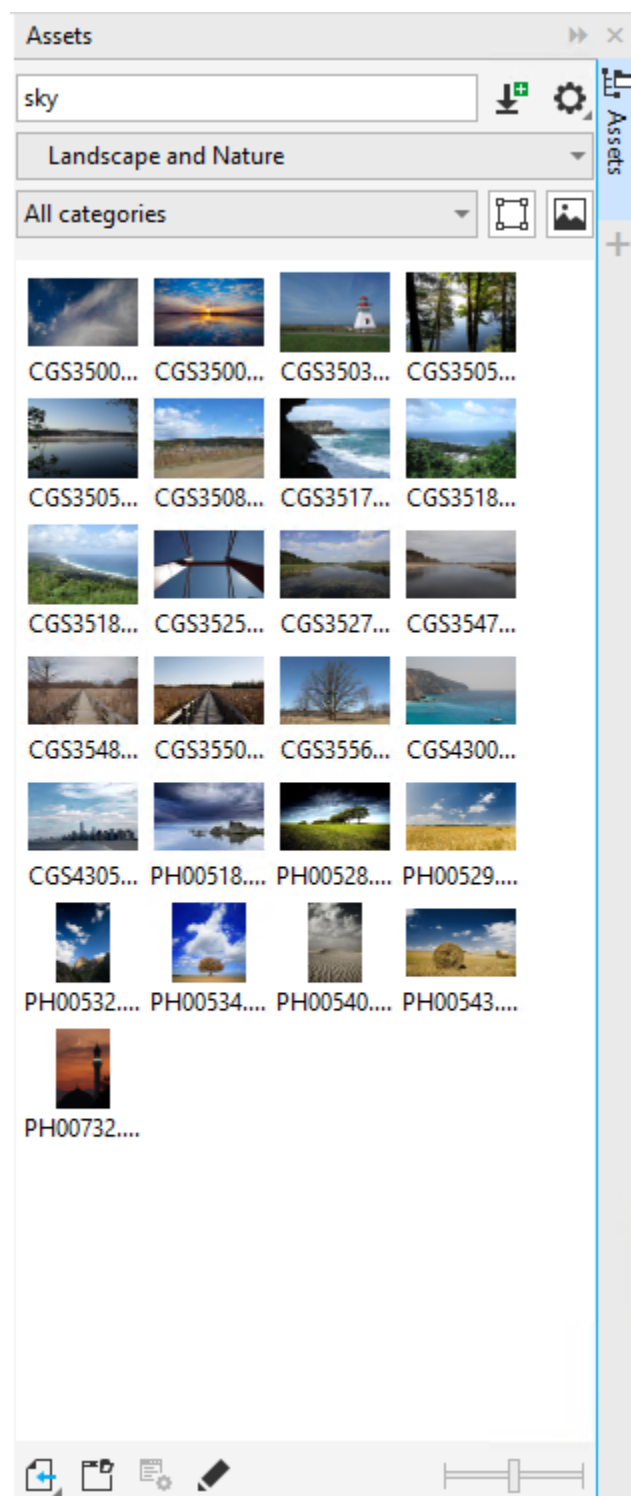 Assets
sky
Assets
Landscape and Nature
All categories
CGS3500... CGS3500... CGS3503... CGS3505...
CGS3505... CGS3508... CGS3517... CGS3518...
CGS3518... CGS3525... CGS3527... CGS3547...
CGS3548... CGS3550... CGS3556... CGS4300...
CGS4305... PH00518.... PH00528.... PH00529....
PH00532.... PH00534.... PH00540.... PH00543....
PH00732....